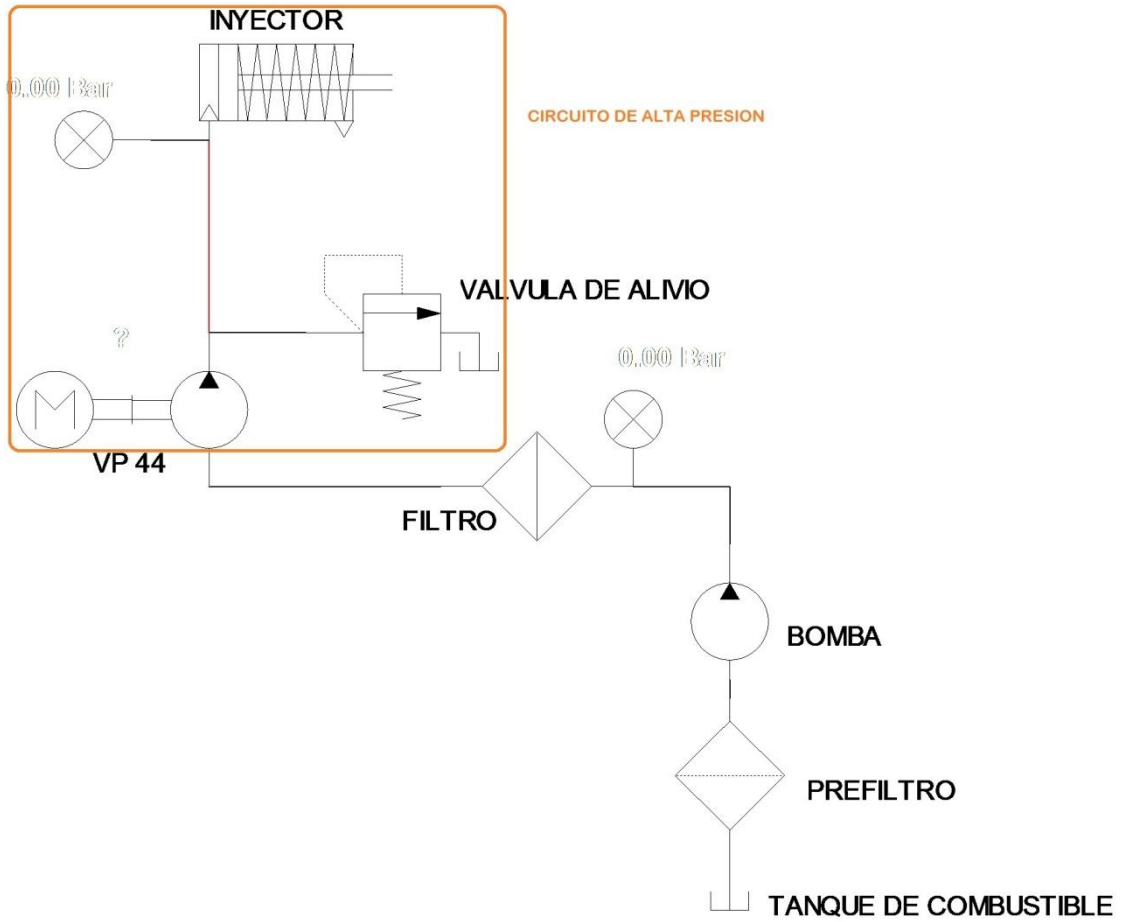 INYECTOR
0.00 Bar
CIRCUITO DE ALTA PRESION
VALVULA DE ALIVIO
?
0.00 Bar
M
VP 44
FILTRO
BOMBA
PREFILTRO
TANQUE DE COMBUSTIBLE